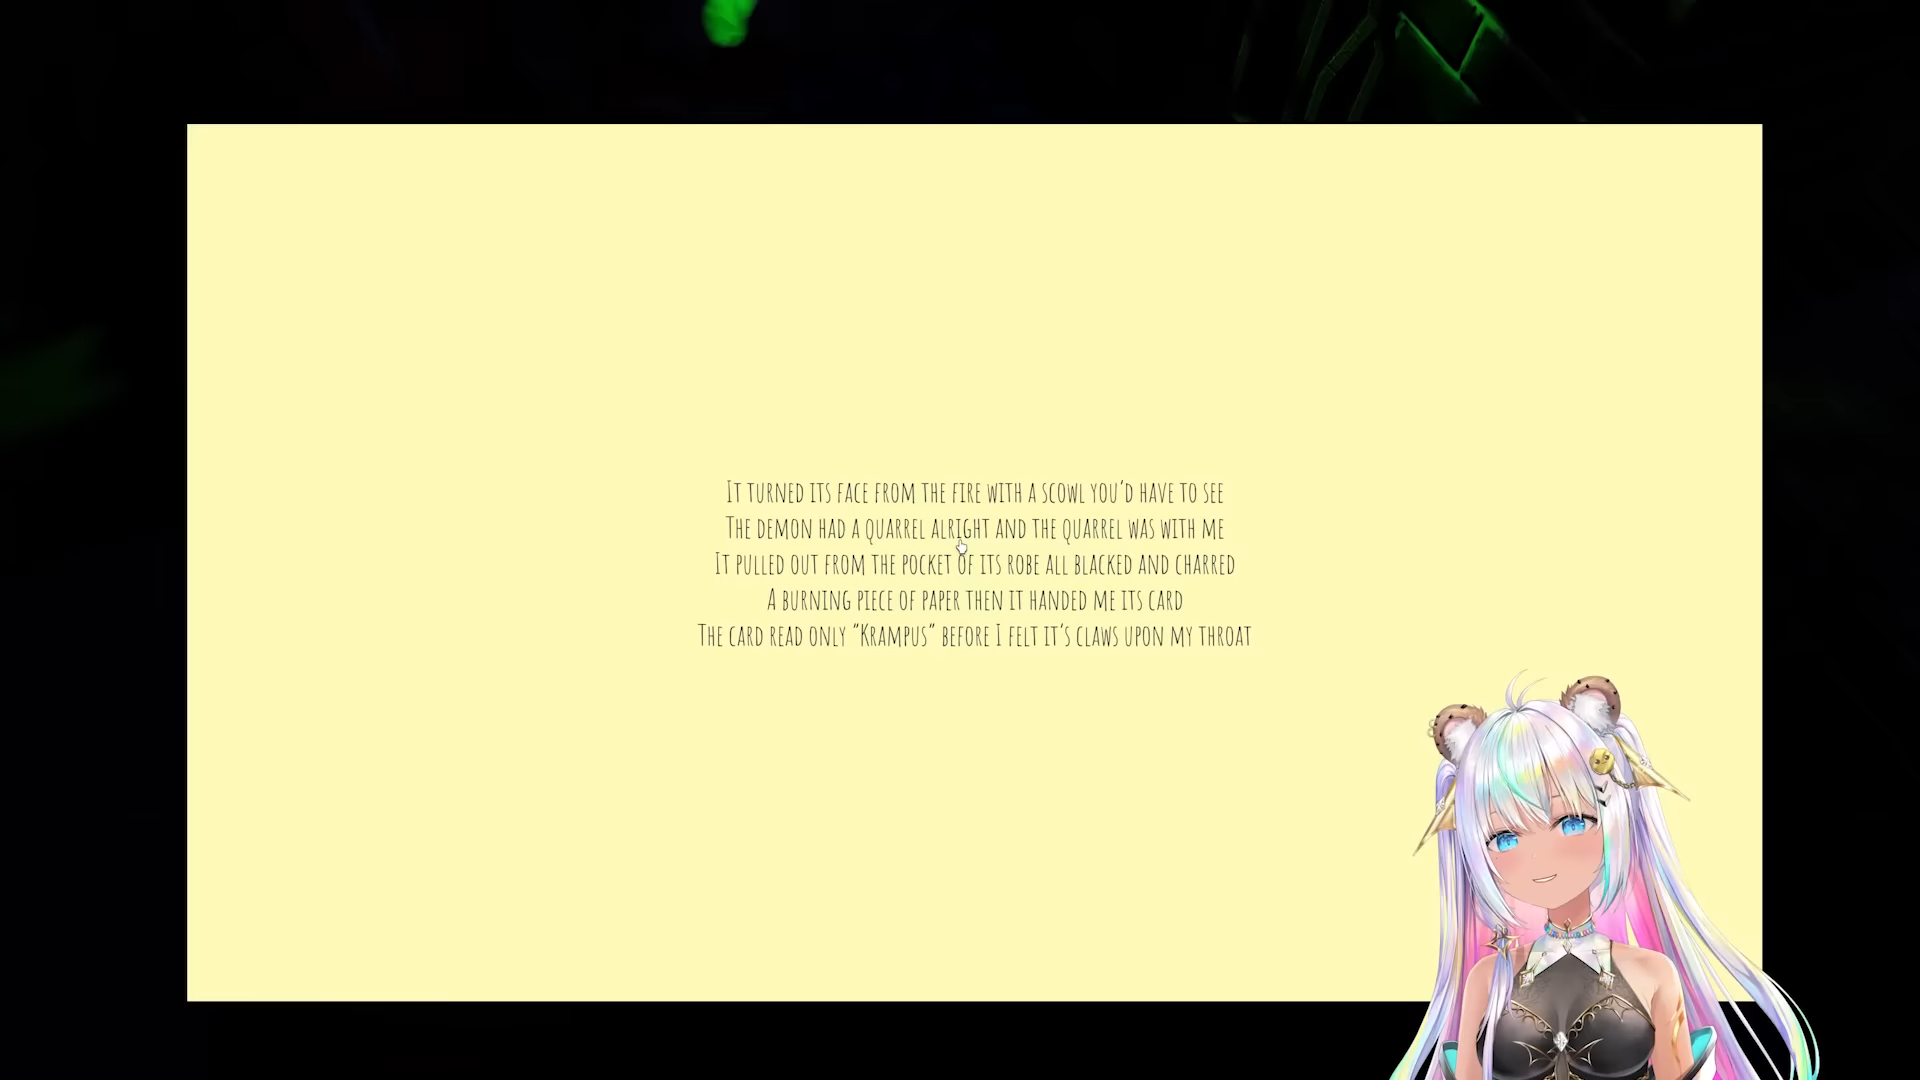 It turned its face from the fire with a scowl you'd have to see
The demon had a quarrel alright and the quarrel was with me
It pulled out from the pocket of its robe all blacked and charred
A burning piece of paper then it handed me its card
The card read only "Krampus" before I felt it's claws upon my throat